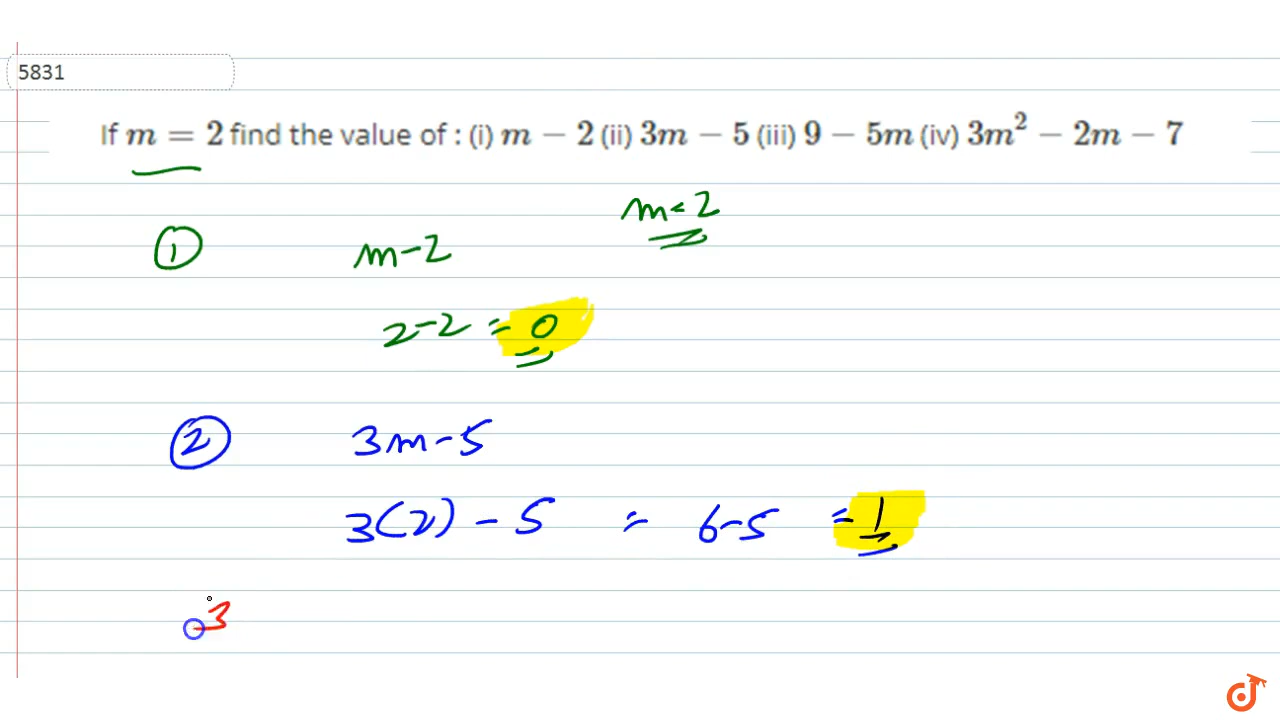 5831
If m = 2 find the value of : (i) m − 2 (ii) 3m − 5 (iii) 9 − 5m (iv) 3m² − 2m − 7
m = 2
① m-2
2-2 = 0
② 3m-5
3(2) - 5 = 6-5 = 1
3